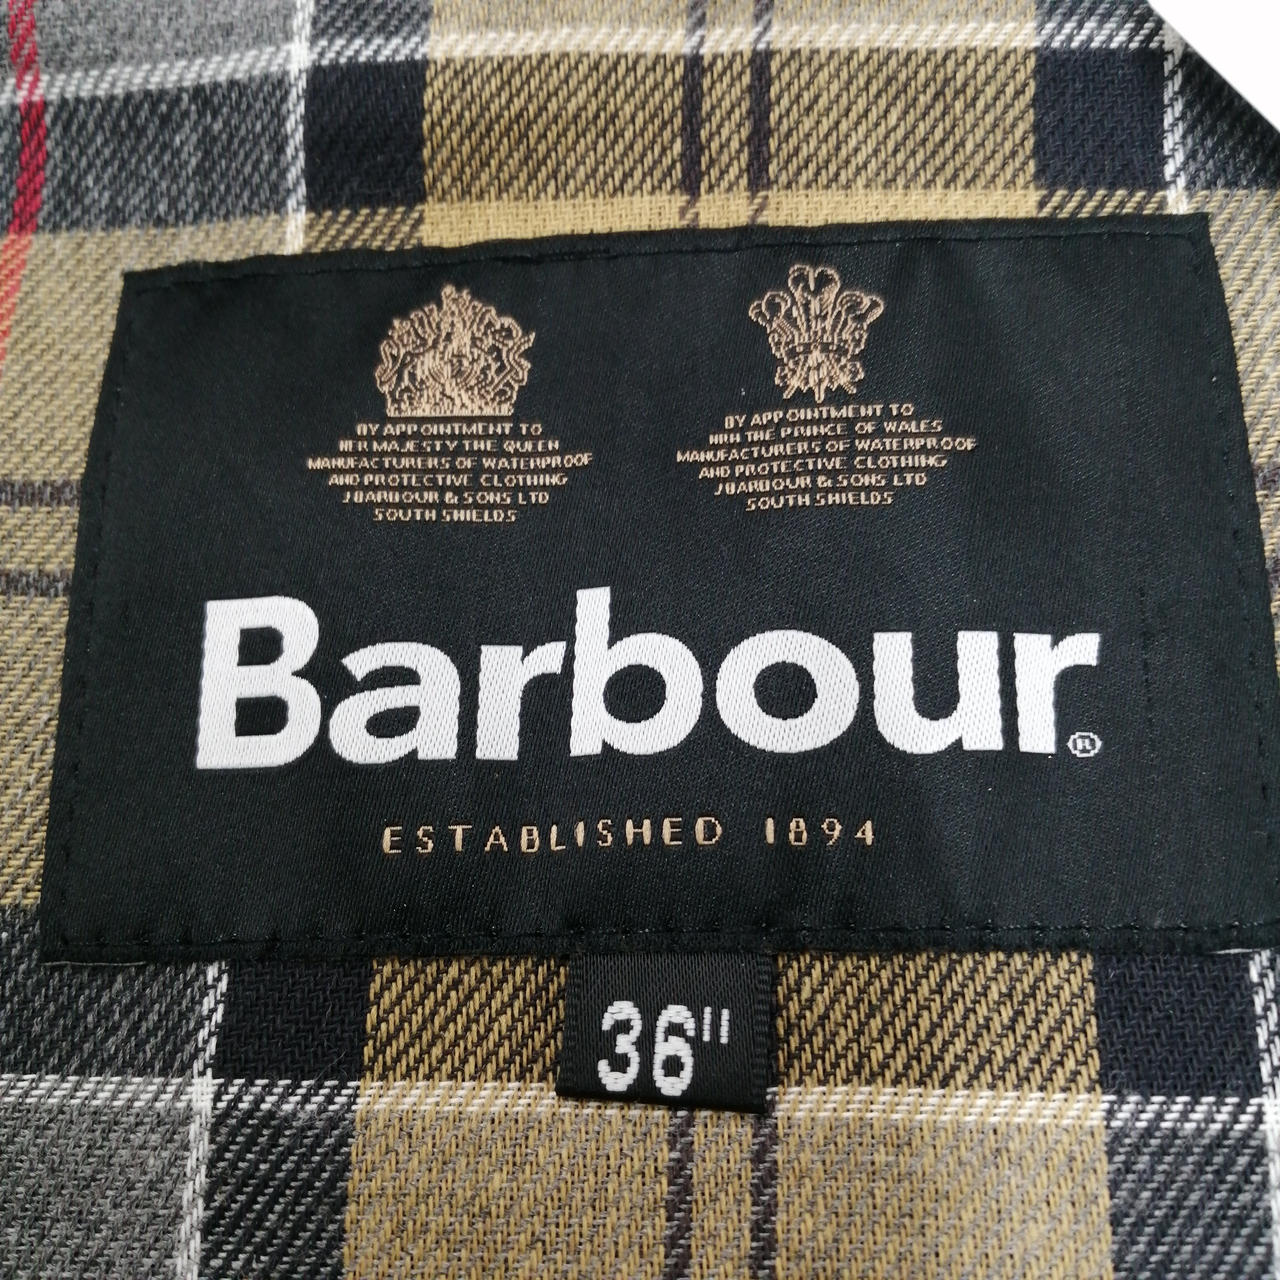 BY APPOINTMENT TO
HER MAJESTY THE QUEEN
MANUFACTURERS OF WATERPROOF
AND PROTECTIVE CLOTHING
J BARBOUR & SONS LTD
SOUTH SHIELDS
BY APPOINTMENT TO
HRH THE PRINCE OF WALES
MANUFACTURERS OF WATERPROOF
AND PROTECTIVE CLOTHING
J BARBOUR & SONS LTD
SOUTH SHIELDS
Barbour®
ESTABLISHED 1894
36"